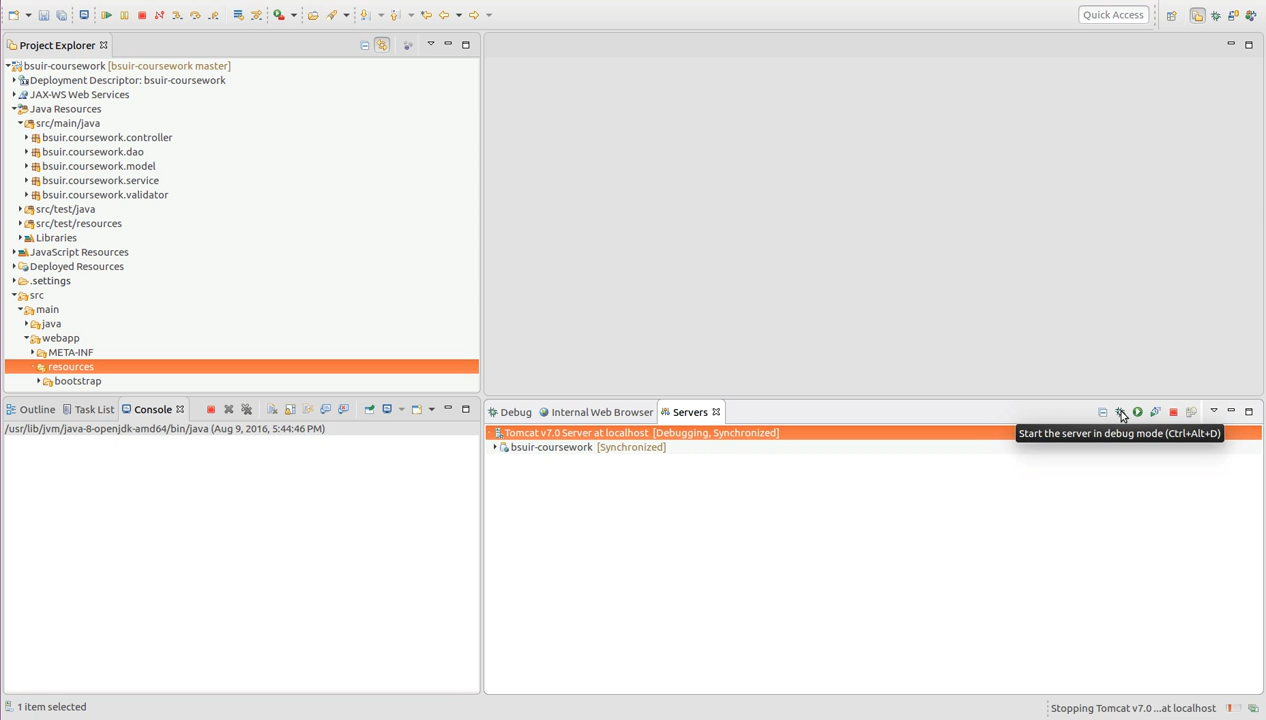 Quick Access
Project Explorer
bsuir-coursework [bsuir-coursework master]
Deployment Descriptor: bsuir-coursework
JAX-WS Web Services
Java Resources
src/main/java
bsuir.coursework.controller
bsuir.coursework.dao
bsuir.coursework.model
bsuir.coursework.service
bsuir.coursework.validator
src/test/java
src/test/resources
Libraries
JavaScript Resources
Deployed Resources
.settings
src
main
java
webapp
META-INF
resources
bootstrap
Outline Task List Console
/usr/lib/jvm/java-8-openjdk-amd64/bin/java (Aug 9, 2016, 5:44:46 PM)
Debug Internal Web Browser Servers
Tomcat v7.0 Server at localhost [Debugging, Synchronized]
Start the server in debug mode (Ctrl+Alt+D)
bsuir-coursework [Synchronized]
1 item selected
Stopping Tomcat v7.0 ...at localhost